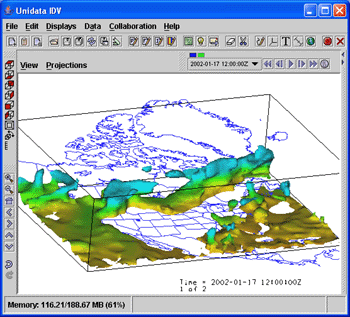 Unidata IDV
File Edit Displays Data Collaboration Help
View Projections
2002-01-17 12:00:00Z
Time = 2002-01-17 12:00:00Z
1 of 2
Memory: 116.21/188.67 MB (61%)